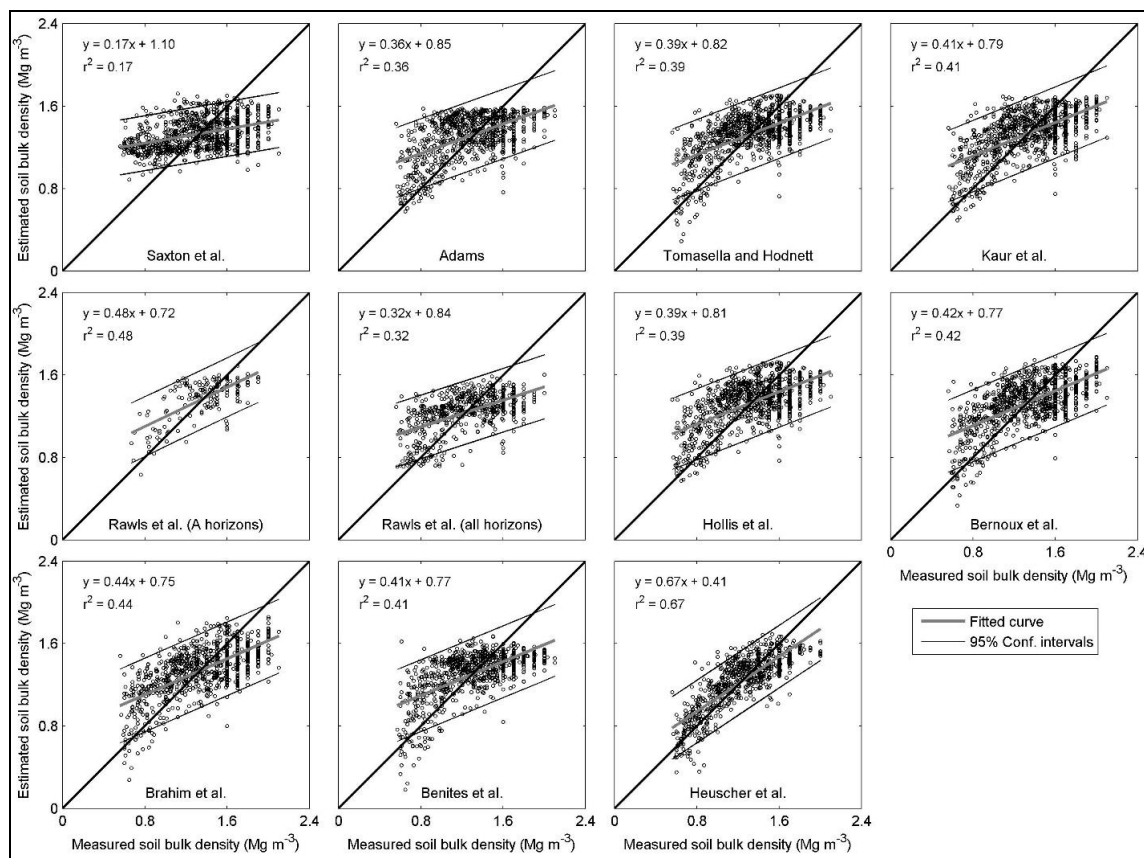 2.4
1.6
0.8
0
Estimated soil bulk density (Mg m⁻³)
y = 0.17x + 1.10
r² = 0.17
Saxton et al.
y = 0.36x + 0.85
r² = 0.36
Adams
y = 0.39x + 0.82
r² = 0.39
Tomasella and Hodnett
y = 0.41x + 0.79
r² = 0.41
Kaur et al.
2.4
1.6
0.8
0
Estimated soil bulk density (Mg m⁻³)
y = 0.48x + 0.72
r² = 0.48
Rawls et al. (A horizons)
y = 0.32x + 0.84
r² = 0.32
Rawls et al. (all horizons)
y = 0.39x + 0.81
r² = 0.39
Hollis et al.
y = 0.42x + 0.77
r² = 0.42
Bernoux et al.
0 0.8 1.6 2.4
Measured soil bulk density (Mg m⁻³)
2.4
1.6
0.8
0
Estimated soil bulk density (Mg m⁻³)
y = 0.44x + 0.75
r² = 0.44
Brahim et al.
y = 0.41x + 0.77
r² = 0.41
Benites et al.
y = 0.67x + 0.41
r² = 0.67
Heuscher et al.
Fitted curve
95% Conf. intervals
0 0.8 1.6 2.4
Measured soil bulk density (Mg m⁻³)
0 0.8 1.6 2.4
Measured soil bulk density (Mg m⁻³)
0 0.8 1.6 2.4
Measured soil bulk density (Mg m⁻³)